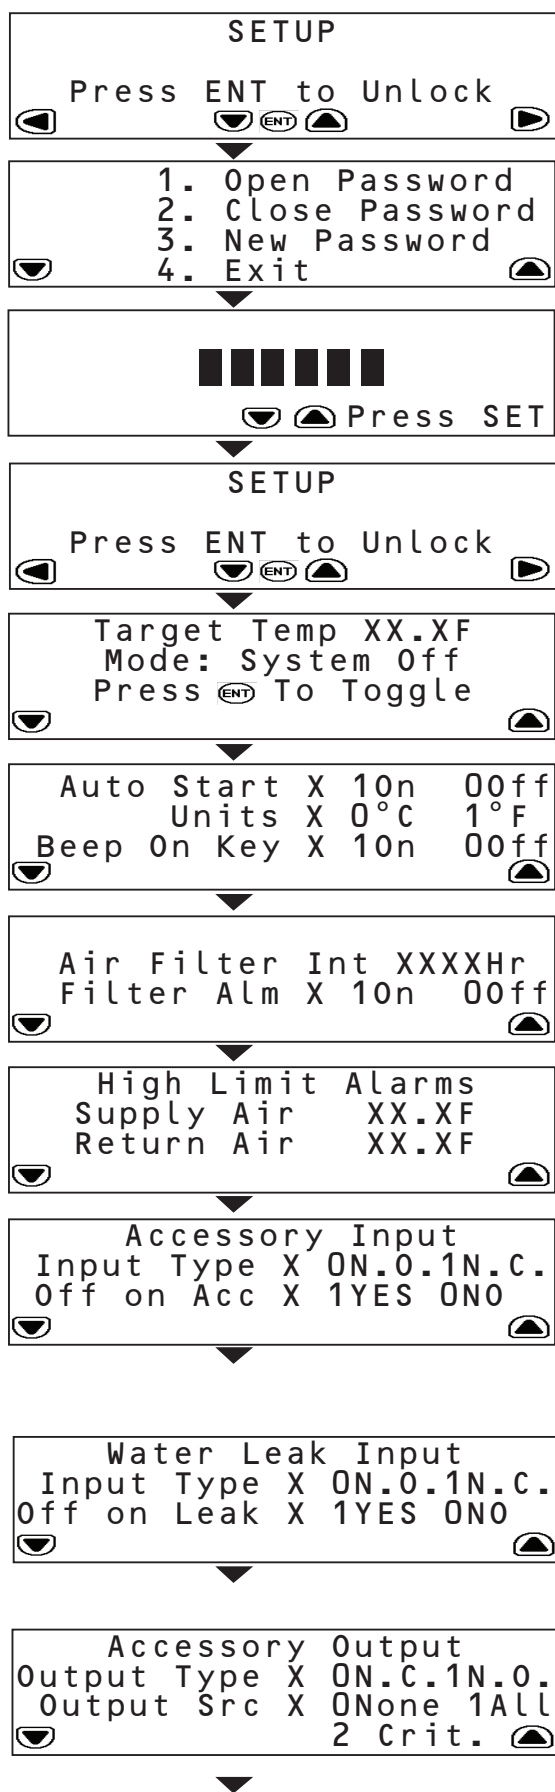 SETUP
Press ENT to Unlock
ENT
1. Open Password
2. Close Password
3. New Password
4. Exit
Press SET
SETUP
Press ENT to Unlock
ENT
Target Temp XX.XF
Mode: System Off
Press ENT To Toggle
Auto Start X 1On 0Off
Units X 0°C 1°F
Beep On Key X 1On 0Off
Air Filter Int XXXXHr
Filter Alm X 1On 0Off
High Limit Alarms
Supply Air XX.XF
Return Air XX.XF
Accessory Input
Input Type X 0N.O.1N.C.
Off on Acc X 1YES 0NO
Water Leak Input
Input Type X 0N.O.1N.C.
Off on Leak X 1YES 0NO
Accessory Output
Output Type X 0N.C.1N.O.
Output Src X 0None 1All
2 Crit.